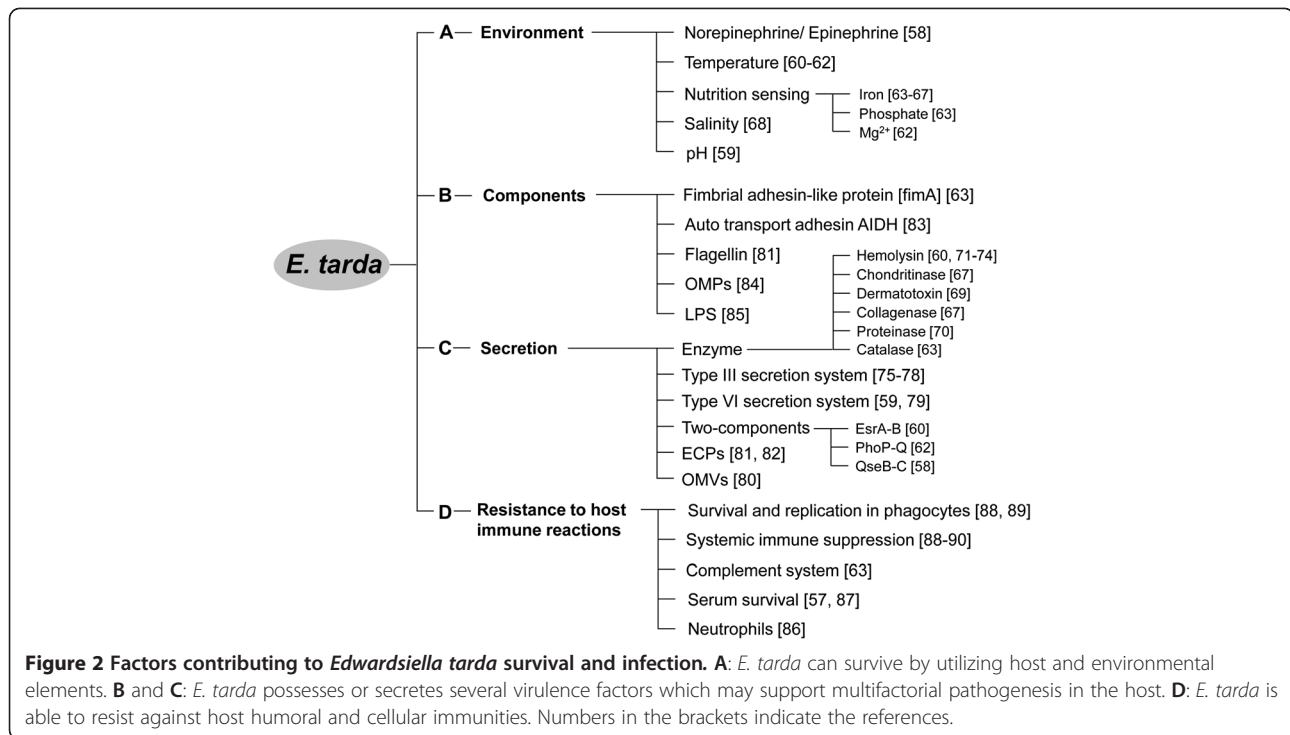 A Environment
Norepinephrine/ Epinephrine [58]
Temperature [60-62]
Nutrition sensing
Iron [63-67]
Phosphate [63]
Mg²⁺ [62]
Salinity [68]
pH [59]
E. tarda
B Components
Fimbrial adhesin-like protein [fimA] [63]
Auto transport adhesin AIDH [83]
Flagellin [81]
OMPs [84]
LPS [85]
C Secretion
Enzyme
Hemolysin [60, 71-74]
Chondritinase [67]
Dermatotoxin [69]
Collagenase [67]
Proteinase [70]
Catalase [63]
Type III secretion system [75-78]
Type VI secretion system [59, 79]
Two-components
EsrA-B [60]
PhoP-Q [62]
QseB-C [58]
ECPs [81, 82]
OMVs [80]
D Resistance to host
immune reactions
Survival and replication in phagocytes [88, 89]
Systemic immune suppression [88-90]
Complement system [63]
Serum survival [57, 87]
Neutrophils [86]
Figure 2 Factors contributing to Edwardsiella tarda survival and infection. A: E. tarda can survive by utilizing host and environmental
elements. B and C: E. tarda possesses or secretes several virulence factors which may support multifactorial pathogenesis in the host. D: E. tarda is
able to resist against host humoral and cellular immunities. Numbers in the brackets indicate the references.